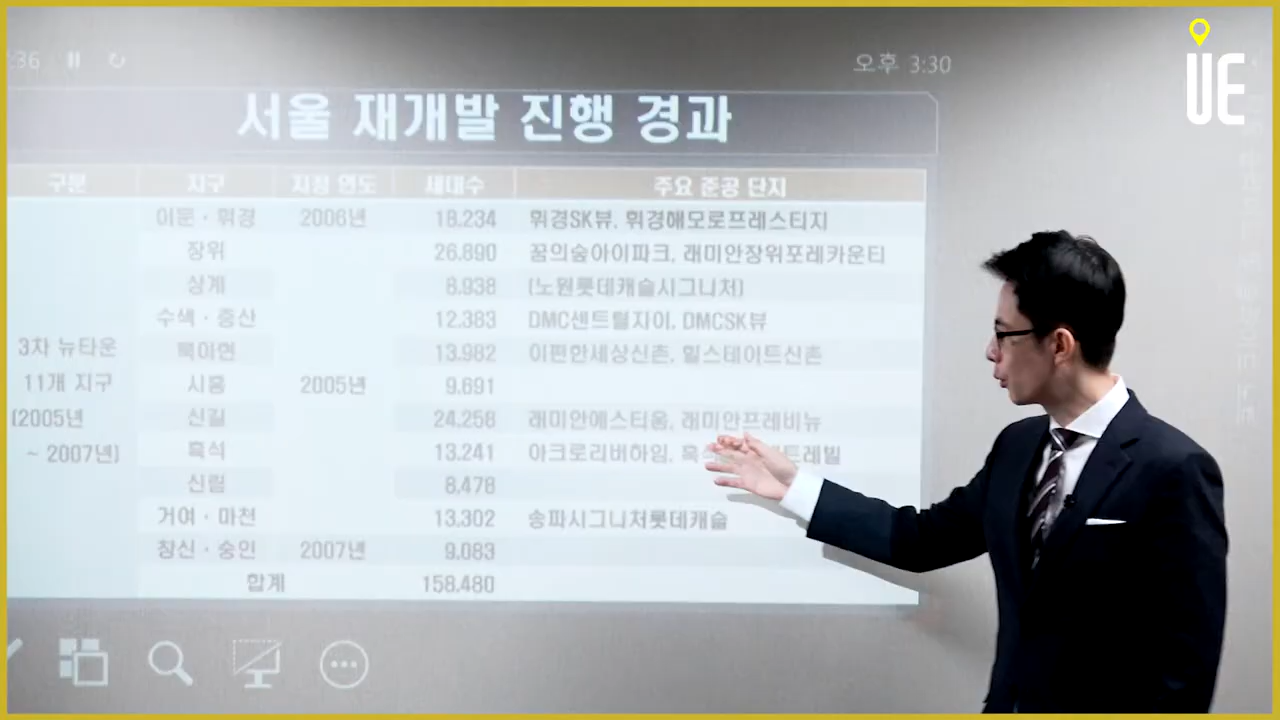 :36
오후 3:30
UE
서울 재개발 진행 경과
구분 지구 지정 연도 세대수 주요 준공 단지
이문·휘경 2006년 18,234 휘경SK뷰, 휘경해모로프레스티지
장위 26,890 꿈의숲아이파크, 래미안장위포레카운티
상계 8,938 (노원롯데캐슬시그니처)
수색·증산 12,383 DMC센트럴자이, DMCSK뷰
3차 뉴타운 북아현 13,982 이편한세상신촌, 힐스테이트신촌
11개 지구 시흥 2005년 9,691
(2005년 신길 24,258 래미안에스티움, 래미안프레비뉴
~ 2007년) 흑석 13,241 아크로리버하임, 흑 트레빌
신림 8,478
거여·마천 13,302 송파시그니처롯데캐슬
창신·숭인 2007년 9,083
합계 158,480